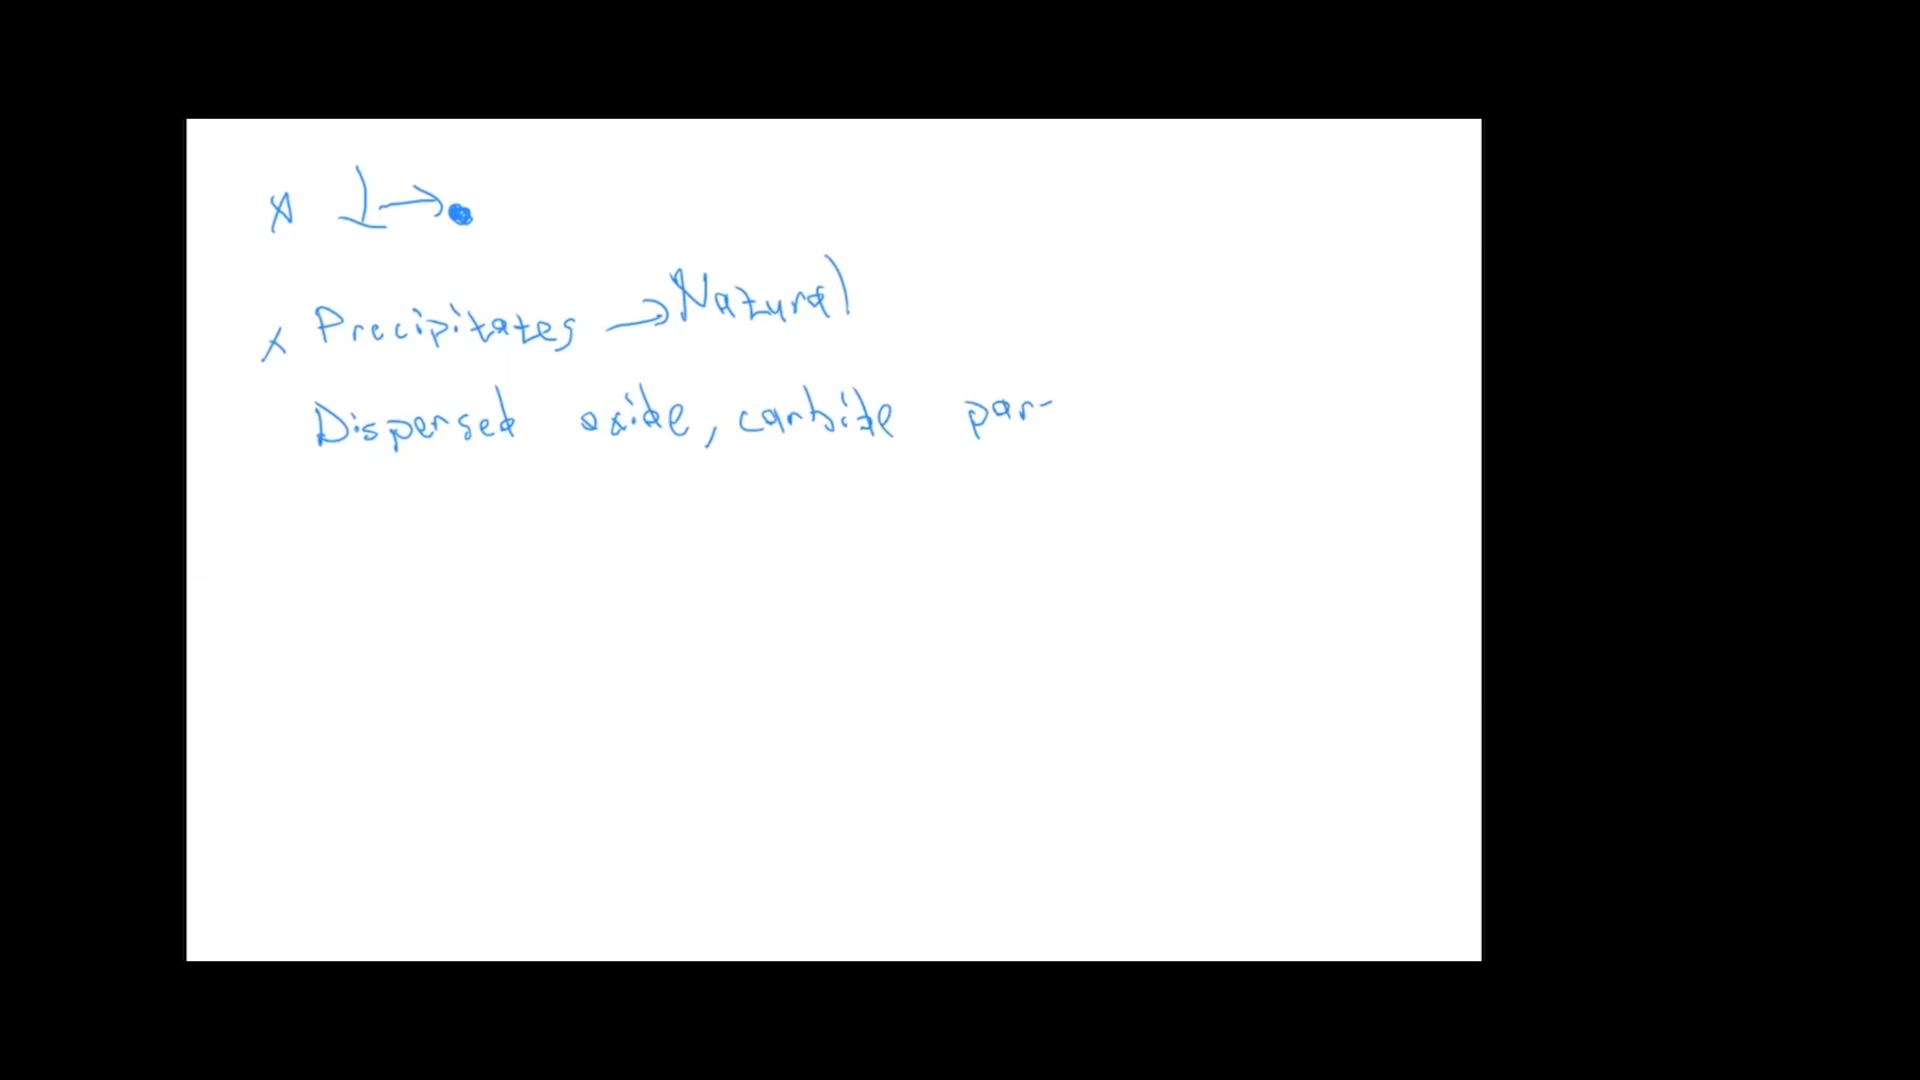 x ⊥→●
x Precipitates → Natural
Dispersed oxide, carbide par-